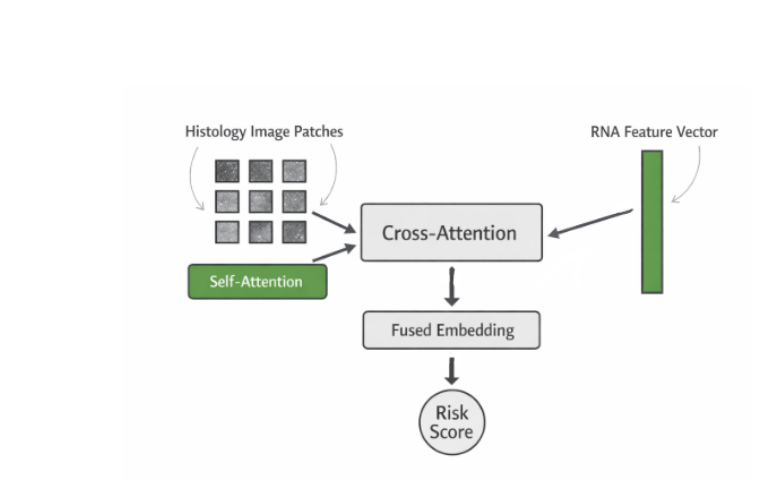 Histology Image Patches
RNA Feature Vector
Cross-Attention
Self-Attention
Fused Embedding
Risk
Score